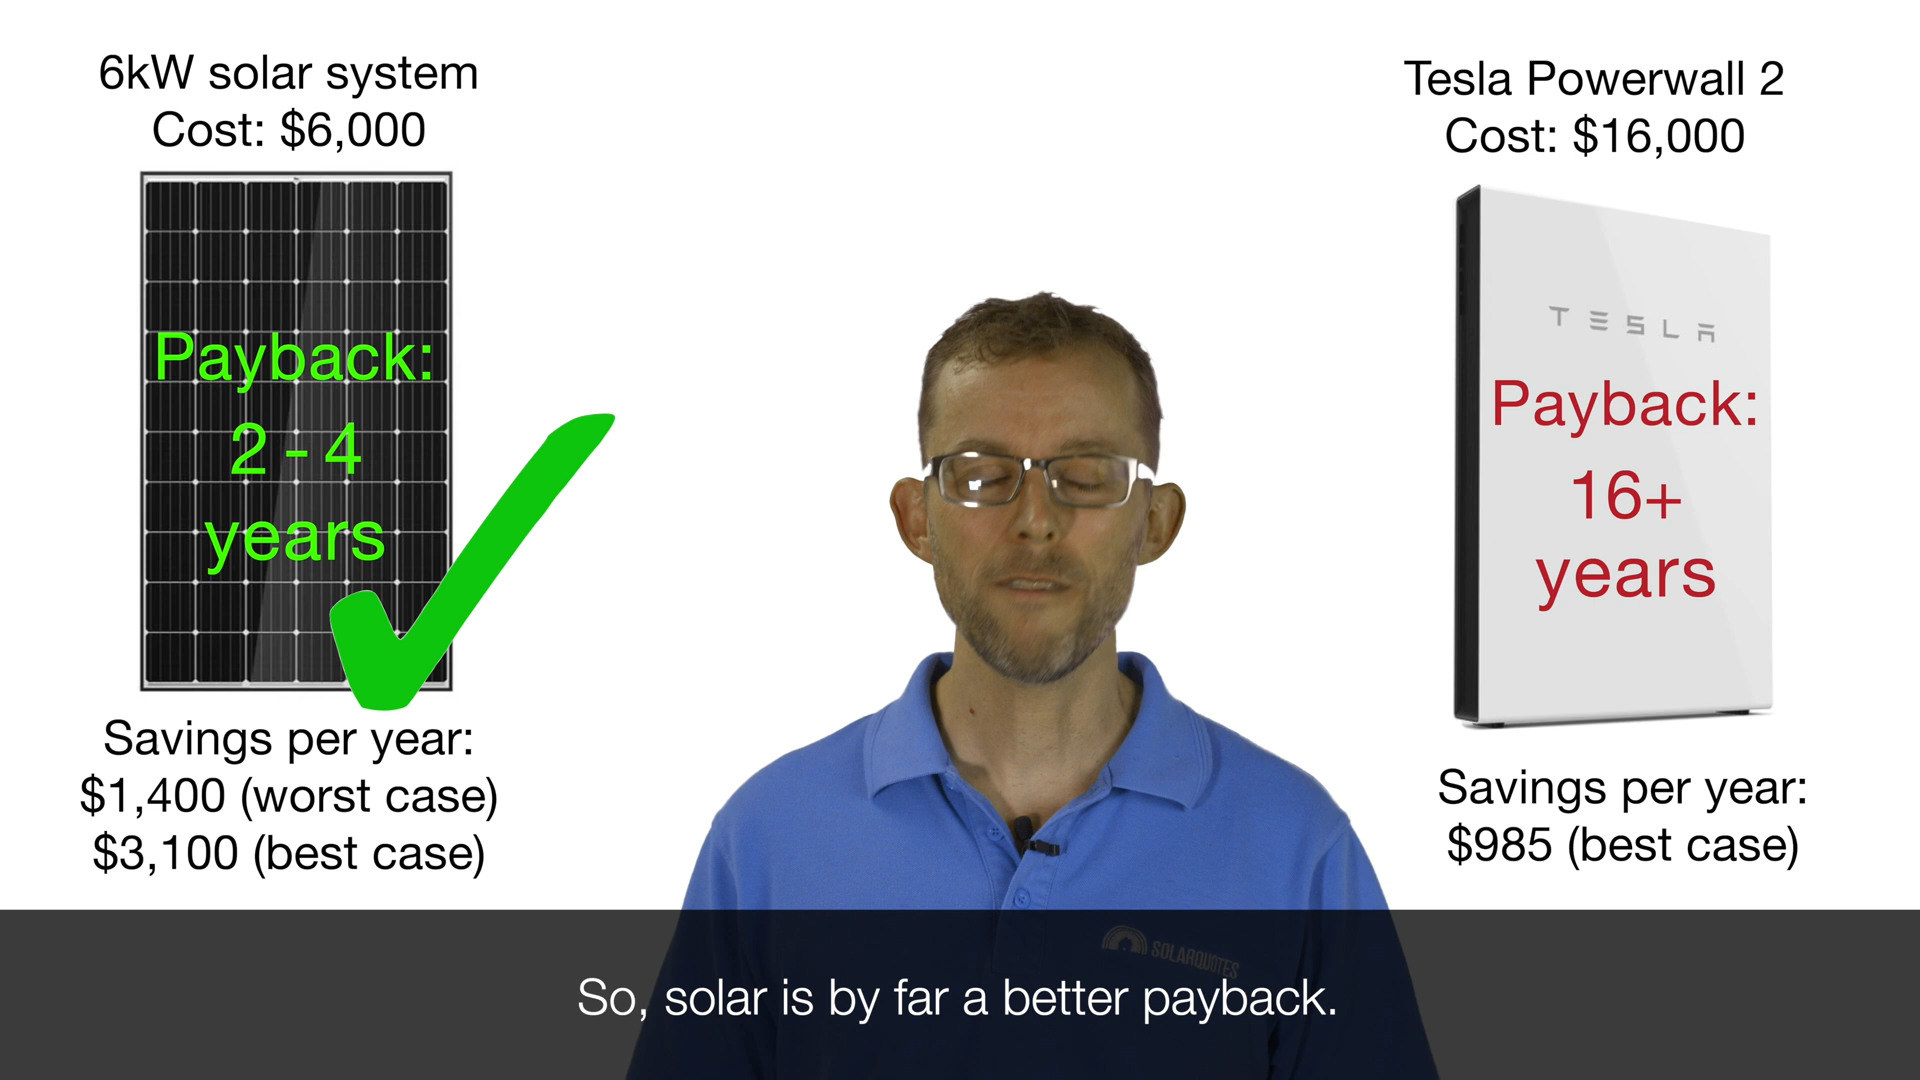 6kW solar system
Cost: $6,000
Payback:
2 - 4
years
Savings per year:
$1,400 (worst case)
$3,100 (best case)
Tesla Powerwall 2
Cost: $16,000
TESLA
Payback:
16+
years
Savings per year:
$985 (best case)
SOLARQUOTES
So, solar is by far a better payback.